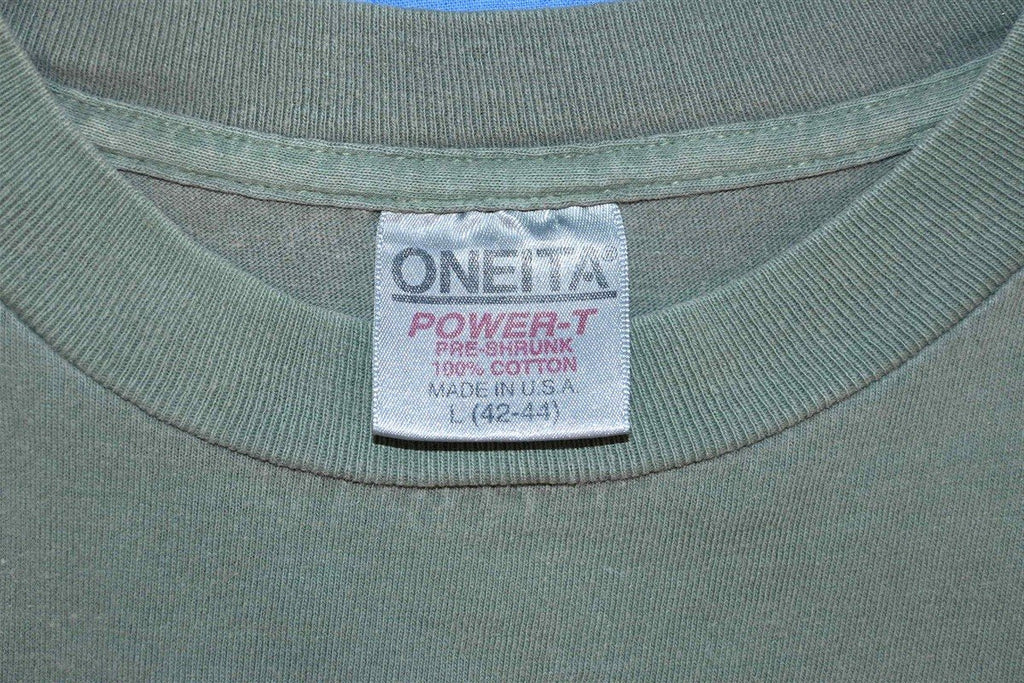 ONEITA®
POWER-T
PRE-SHRUNK
100% COTTON
MADE IN U.S.A.
L (42-44)